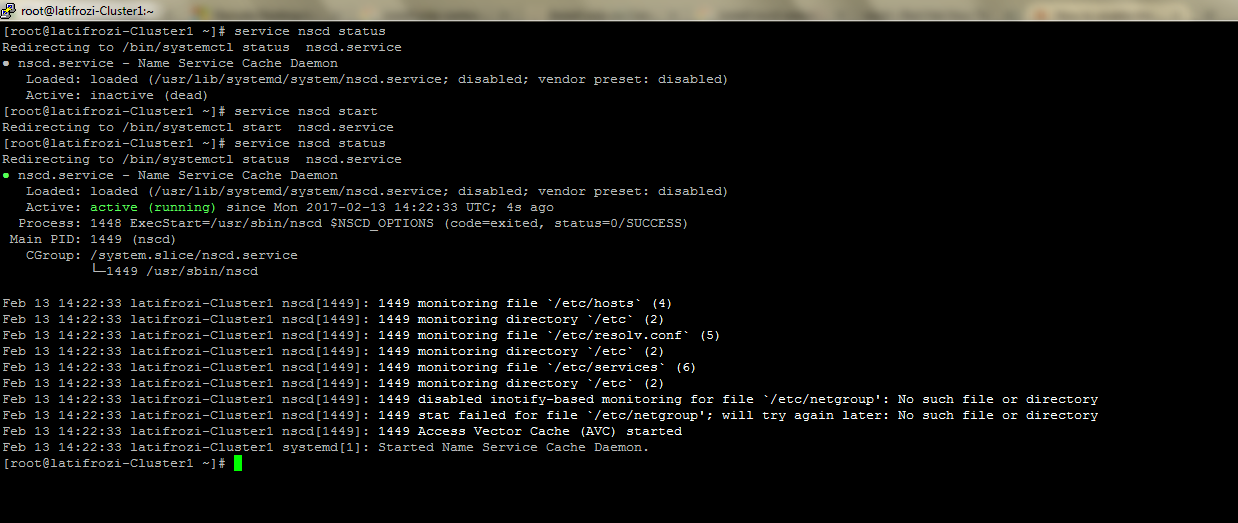 root@latifrozi-Cluster1:~
[root@latifrozi-Cluster1 ~]# service nscd status
Redirecting to /bin/systemctl status  nscd.service
● nscd.service - Name Service Cache Daemon
   Loaded: loaded (/usr/lib/systemd/system/nscd.service; disabled; vendor preset: disabled)
   Active: inactive (dead)
[root@latifrozi-Cluster1 ~]# service nscd start
Redirecting to /bin/systemctl start  nscd.service
[root@latifrozi-Cluster1 ~]# service nscd status
Redirecting to /bin/systemctl status  nscd.service
● nscd.service - Name Service Cache Daemon
   Loaded: loaded (/usr/lib/systemd/system/nscd.service; disabled; vendor preset: disabled)
   Active: active (running) since Mon 2017-02-13 14:22:33 UTC; 4s ago
  Process: 1448 ExecStart=/usr/sbin/nscd $NSCD_OPTIONS (code=exited, status=0/SUCCESS)
 Main PID: 1449 (nscd)
   CGroup: /system.slice/nscd.service
           └─1449 /usr/sbin/nscd
Feb 13 14:22:33 latifrozi-Cluster1 nscd[1449]: 1449 monitoring file `/etc/hosts` (4)
Feb 13 14:22:33 latifrozi-Cluster1 nscd[1449]: 1449 monitoring directory `/etc` (2)
Feb 13 14:22:33 latifrozi-Cluster1 nscd[1449]: 1449 monitoring file `/etc/resolv.conf` (5)
Feb 13 14:22:33 latifrozi-Cluster1 nscd[1449]: 1449 monitoring directory `/etc` (2)
Feb 13 14:22:33 latifrozi-Cluster1 nscd[1449]: 1449 monitoring file `/etc/services` (6)
Feb 13 14:22:33 latifrozi-Cluster1 nscd[1449]: 1449 monitoring directory `/etc` (2)
Feb 13 14:22:33 latifrozi-Cluster1 nscd[1449]: 1449 disabled inotify-based monitoring for file `/etc/netgroup': No such file or directory
Feb 13 14:22:33 latifrozi-Cluster1 nscd[1449]: 1449 stat failed for file `/etc/netgroup'; will try again later: No such file or directory
Feb 13 14:22:33 latifrozi-Cluster1 nscd[1449]: 1449 Access Vector Cache (AVC) started
Feb 13 14:22:33 latifrozi-Cluster1 systemd[1]: Started Name Service Cache Daemon.
[root@latifrozi-Cluster1 ~]#